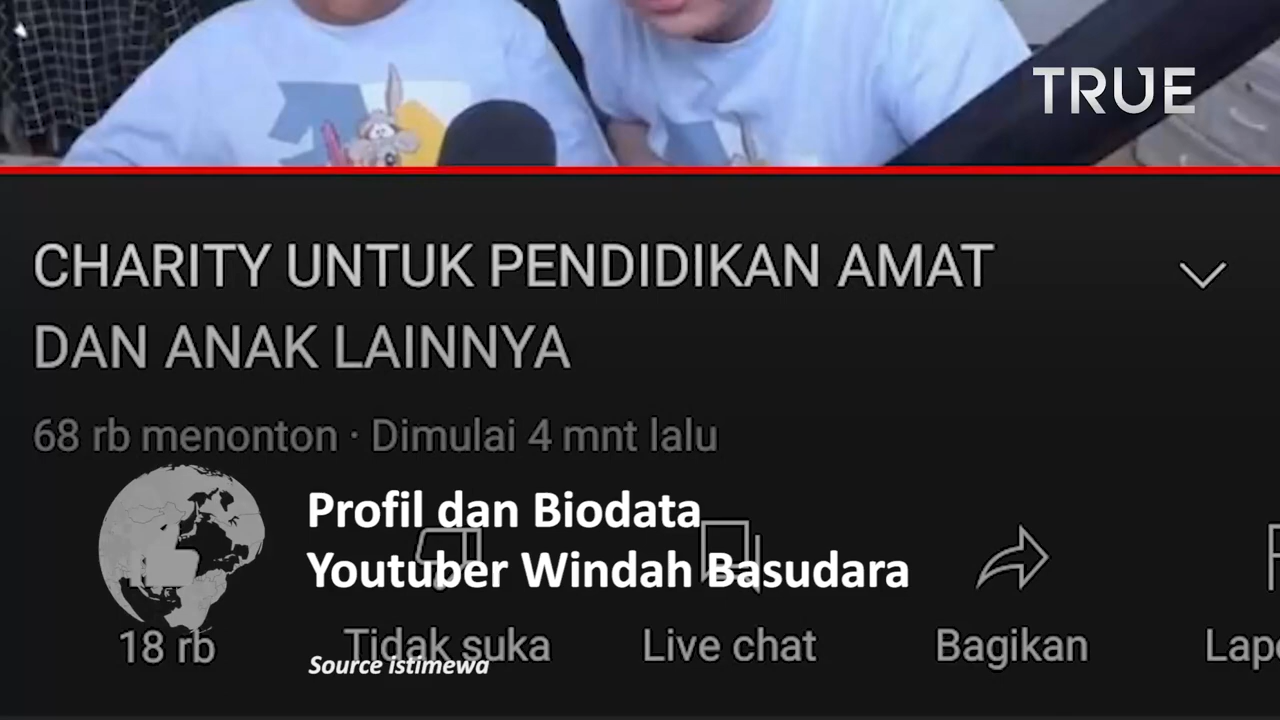 TRUE
CHARITY UNTUK PENDIDIKAN AMAT
DAN ANAK LAINNYA
68 rb menonton · Dimulai 4 mnt lalu
Profil dan Biodata
Youtuber Windah Basudara
18 rb
Tidak suka
Live chat
Bagikan
Source istimewa